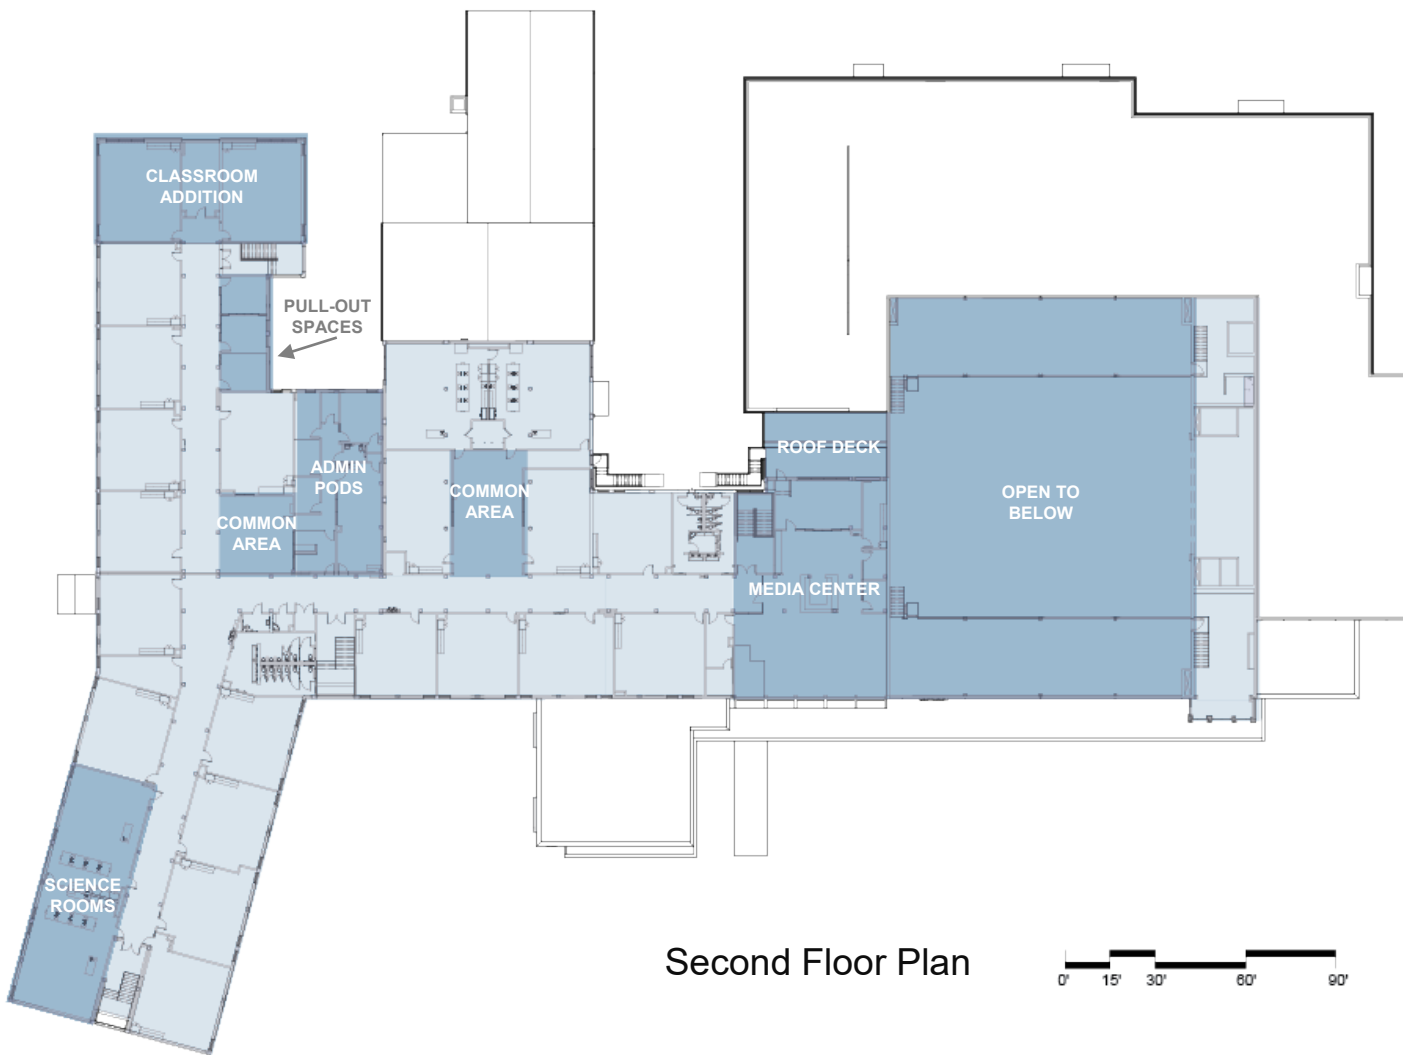 CLASSROOM
ADDITION
PULL-OUT
SPACES
ROOF DECK
ADMIN
PODS
COMMON
AREA
OPEN TO
BELOW
COMMON
AREA
MEDIA CENTER
SCIENCE
ROOMS
Second Floor Plan
0' 15' 30' 60' 90'